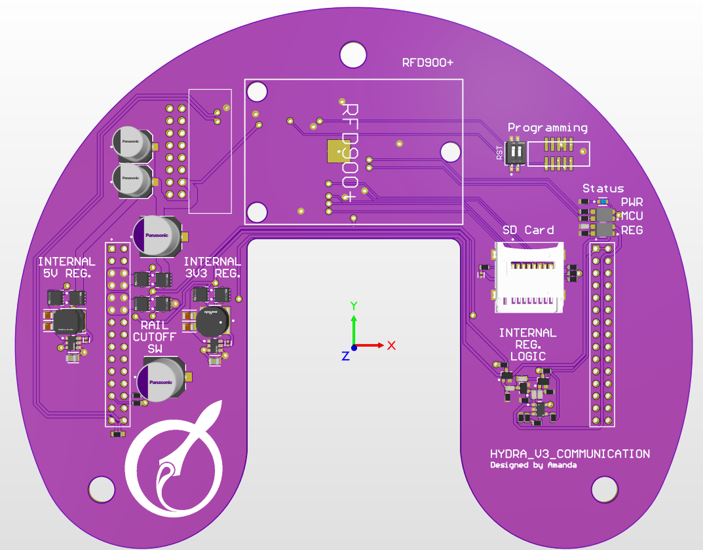 RFD900+
RFD900+
Programming
RST
Status
PWR
MCU
REG
SD Card
INTERNAL
5V REG.
INTERNAL
3V3 REG.
RAIL
CUTOFF
SW
INTERNAL
REG.
LOGIC
Panasonic
Panasonic
Panasonic
Panasonic
Y
X
Z
HYDRA_V3_COMMUNICATION
Designed by Amanda